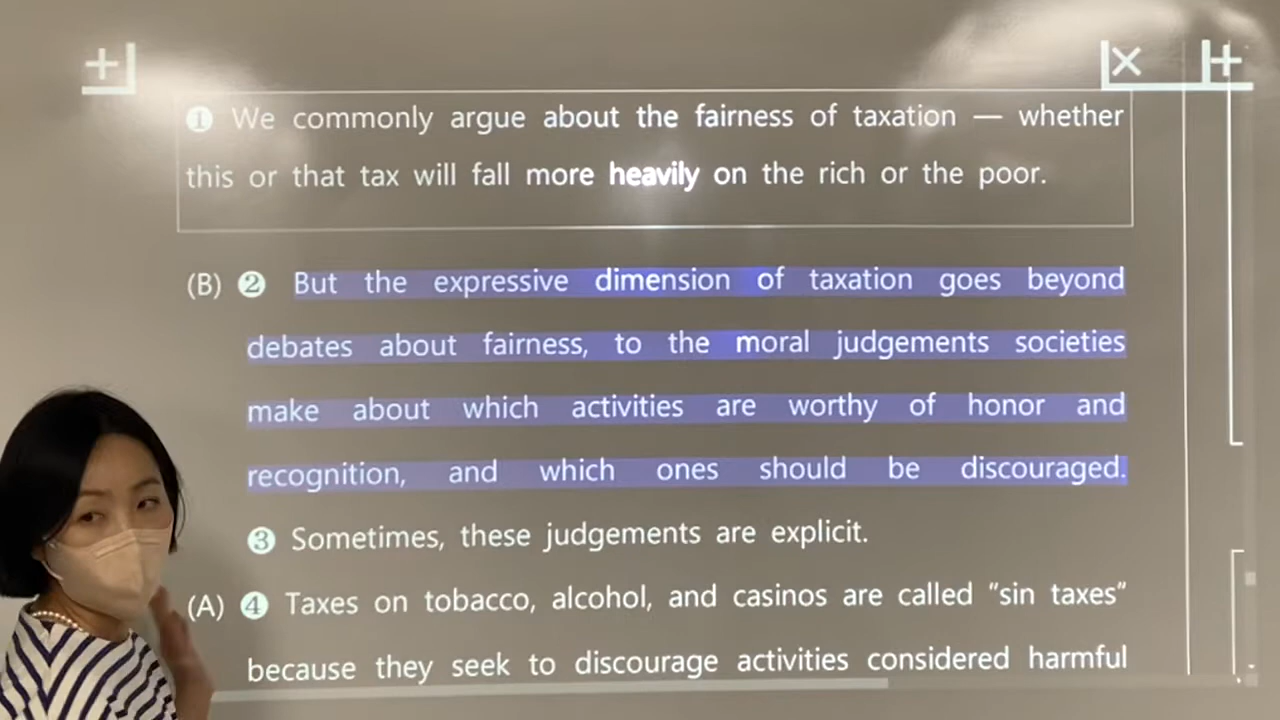 ❶ We commonly argue about the fairness of taxation — whether
this or that tax will fall more heavily on the rich or the poor.
(B) ❷ But the expressive dimension of taxation goes beyond
debates about fairness, to the moral judgements societies
make about which activities are worthy of honor and
recognition, and which ones should be discouraged.
❸ Sometimes, these judgements are explicit.
(A) ❹ Taxes on tobacco, alcohol, and casinos are called “sin taxes”
because they seek to discourage activities considered harmful